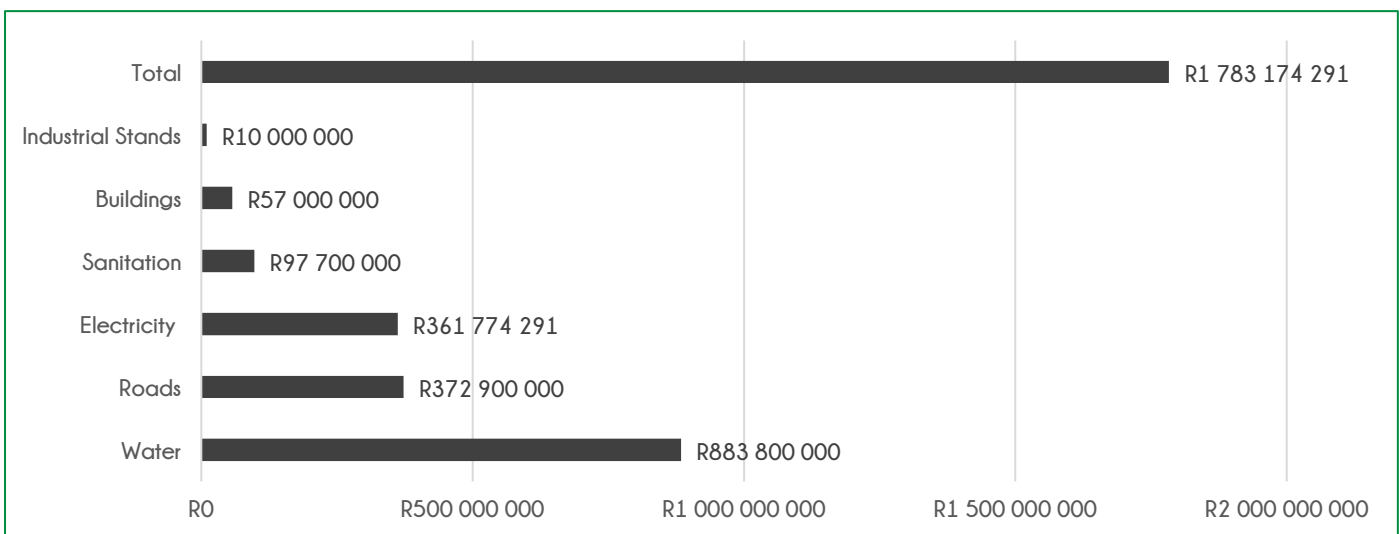 Total R1 783 174 291
Industrial Stands R10 000 000
Buildings R57 000 000
Sanitation R97 700 000
Electricity R361 774 291
Roads R372 900 000
Water R883 800 000
R0 R500 000 000 R1 000 000 000 R1 500 000 000 R2 000 000 000